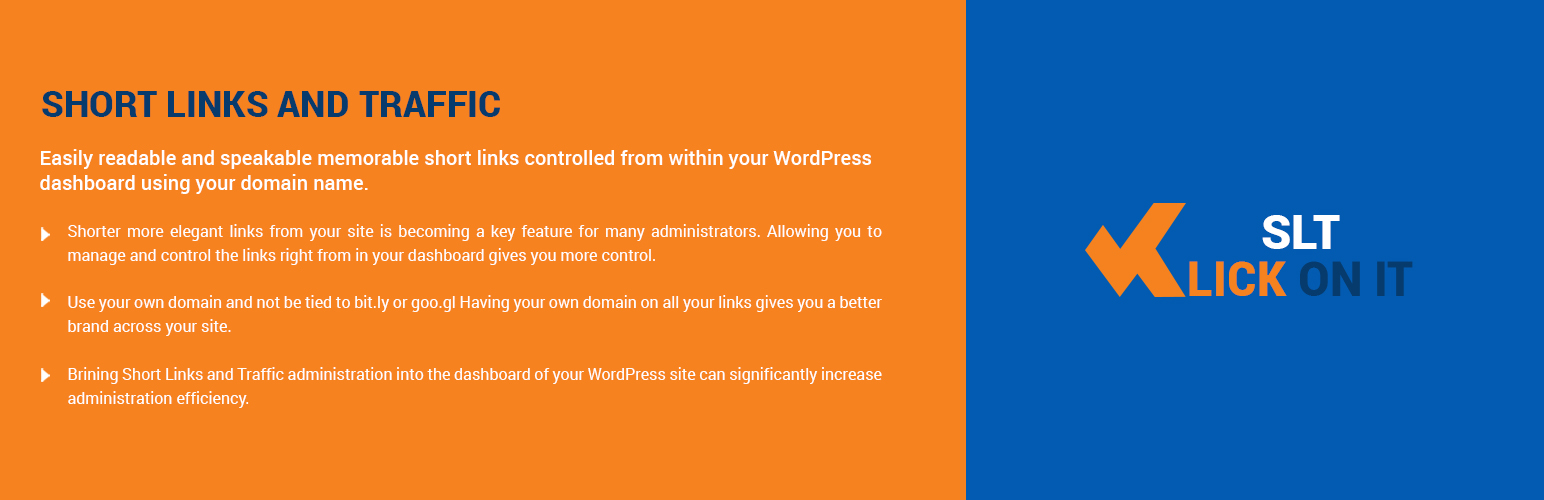 SHORT LINKS AND TRAFFIC
Easily readable and speakable memorable short links controlled from within your WordPress
dashboard using your domain name.
Shorter more elegant links from your site is becoming a key feature for many administrators. Allowing you to
manage and control the links right from in your dashboard gives you more control.
Use your own domain and not be tied to bit.ly or goo.gl Having your own domain on all your links gives you a better
brand across your site.
Brining Short Links and Traffic administration into the dashboard of your WordPress site can significantly increase
administration efficiency.
SLT
KLICK ON IT